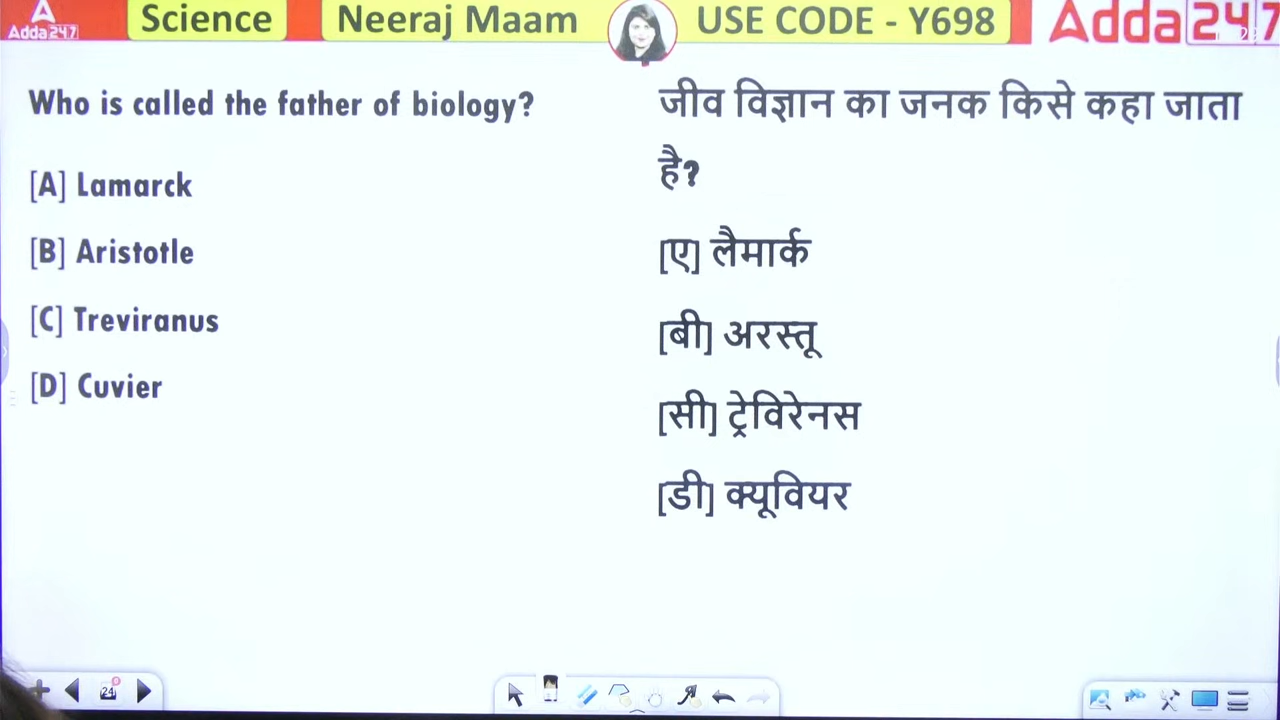 Adda247
Science
Neeraj Maam
USE CODE - Y698
Adda247
Who is called the father of biology?
[A] Lamarck
[B] Aristotle
[C] Treviranus
[D] Cuvier
जीव विज्ञान का जनक किसे कहा जाता
है?
[ए] लैमार्क
[बी] अरस्तू
[सी] ट्रेविरेनस
[डी] क्यूवियर
24